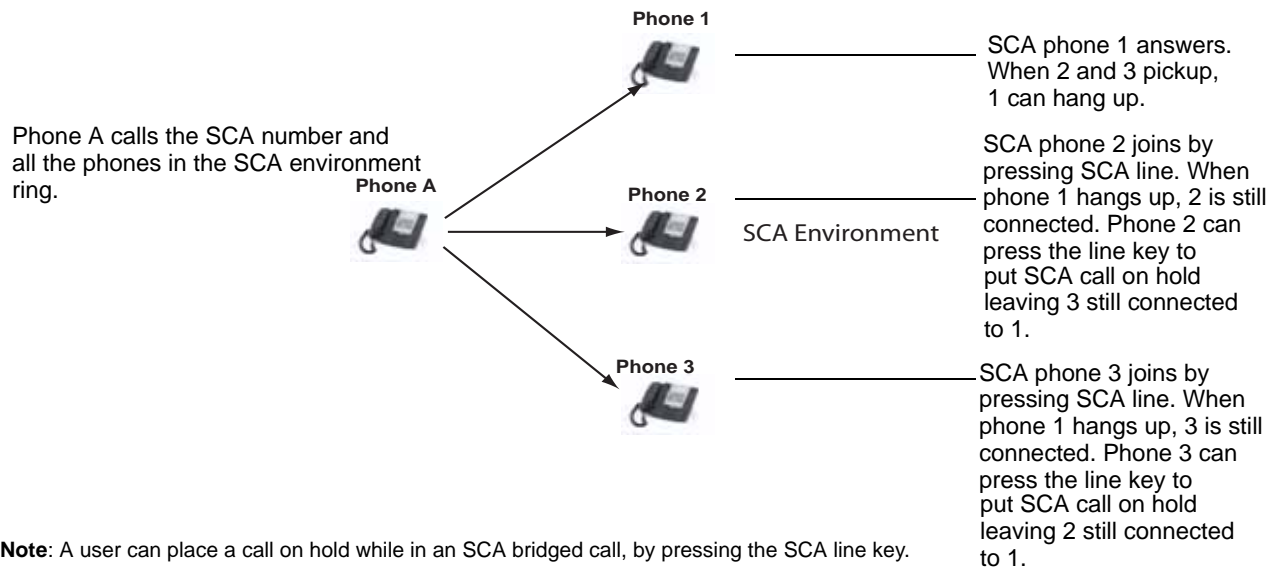 Phone 1
SCA phone 1 answers.
When 2 and 3 pickup,
1 can hang up.
Phone A calls the SCA number and
all the phones in the SCA environment
ring.
Phone A
Phone 2
SCA Environment
SCA phone 2 joins by
pressing SCA line. When
phone 1 hangs up, 2 is still
connected. Phone 2 can
press the line key to
put SCA call on hold
leaving 3 still connected
to 1.
Phone 3
SCA phone 3 joins by
pressing SCA line. When
phone 1 hangs up, 3 is still
connected. Phone 3 can
press the line key to
put SCA call on hold
leaving 2 still connected
to 1.
Note: A user can place a call on hold while in an SCA bridged call, by pressing the SCA line key.